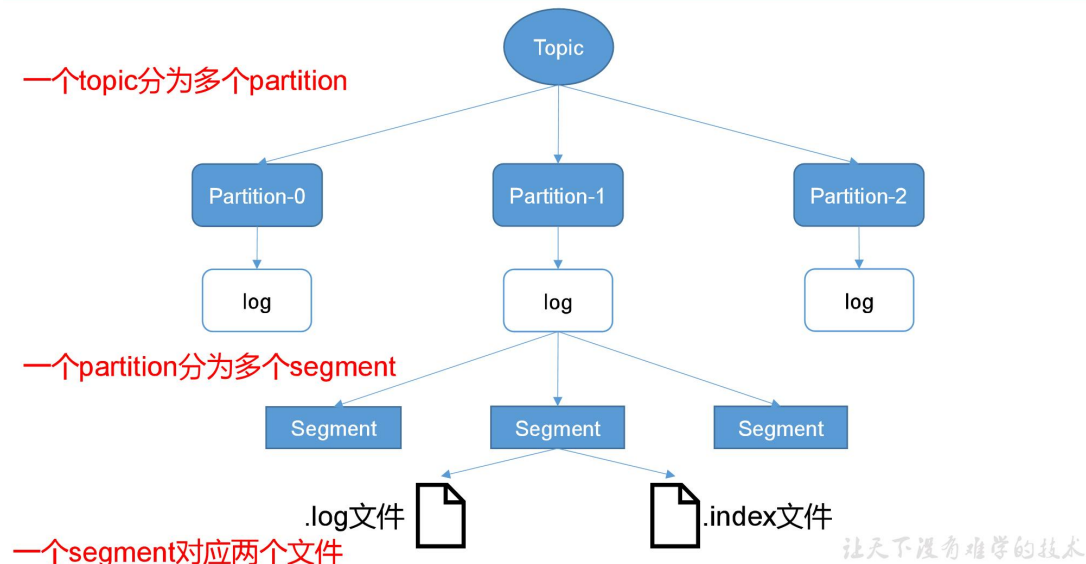 Topic
一个topic分为多个partition
Partition-0
Partition-1
Partition-2
log
log
log
一个partition分为多个segment
Segment
Segment
Segment
.log文件
.index文件
一个segment对应两个文件
让天下没有难学的技术